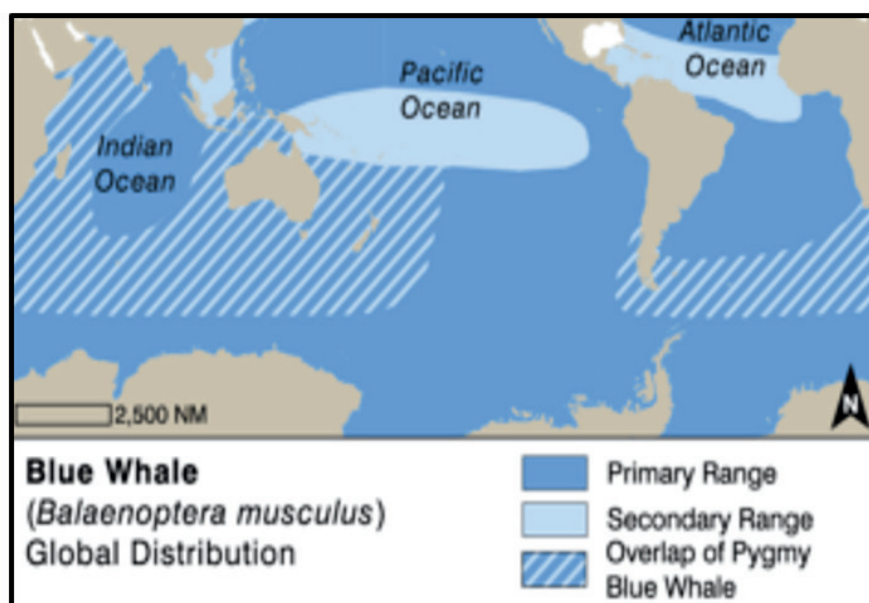 Atlantic
Ocean
Pacific
Ocean
Indian
Ocean
2,500 NM
N
Blue Whale
(Balaenoptera musculus)
Global Distribution
Primary Range
Secondary Range
Overlap of Pygmy
Blue Whale